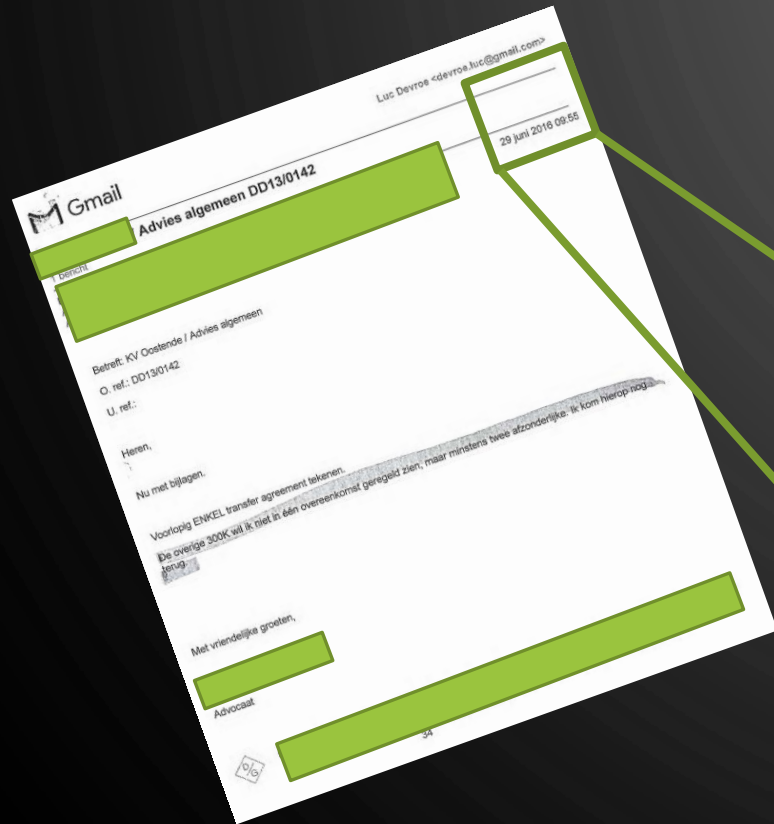 Luc Devroe <devroe.luc@gmail.com>
Gmail
Advies algemeen DD13/0142
29 juni 2016 09:55
1 bericht
Betreft: KV Oostende / Advies algemeen
O. ref.: DD13/0142
U. ref.:
Heren,
Nu met bijlagen.
Voorlopig ENKEL transfer agreement tekenen.
De overige 300K wil ik niet in één overeenkomst geregeld zien, maar minstens twee afzonderlijke. Ik kom hierop nog
terug.
Met vriendelijke groeten,
Advocaat
34